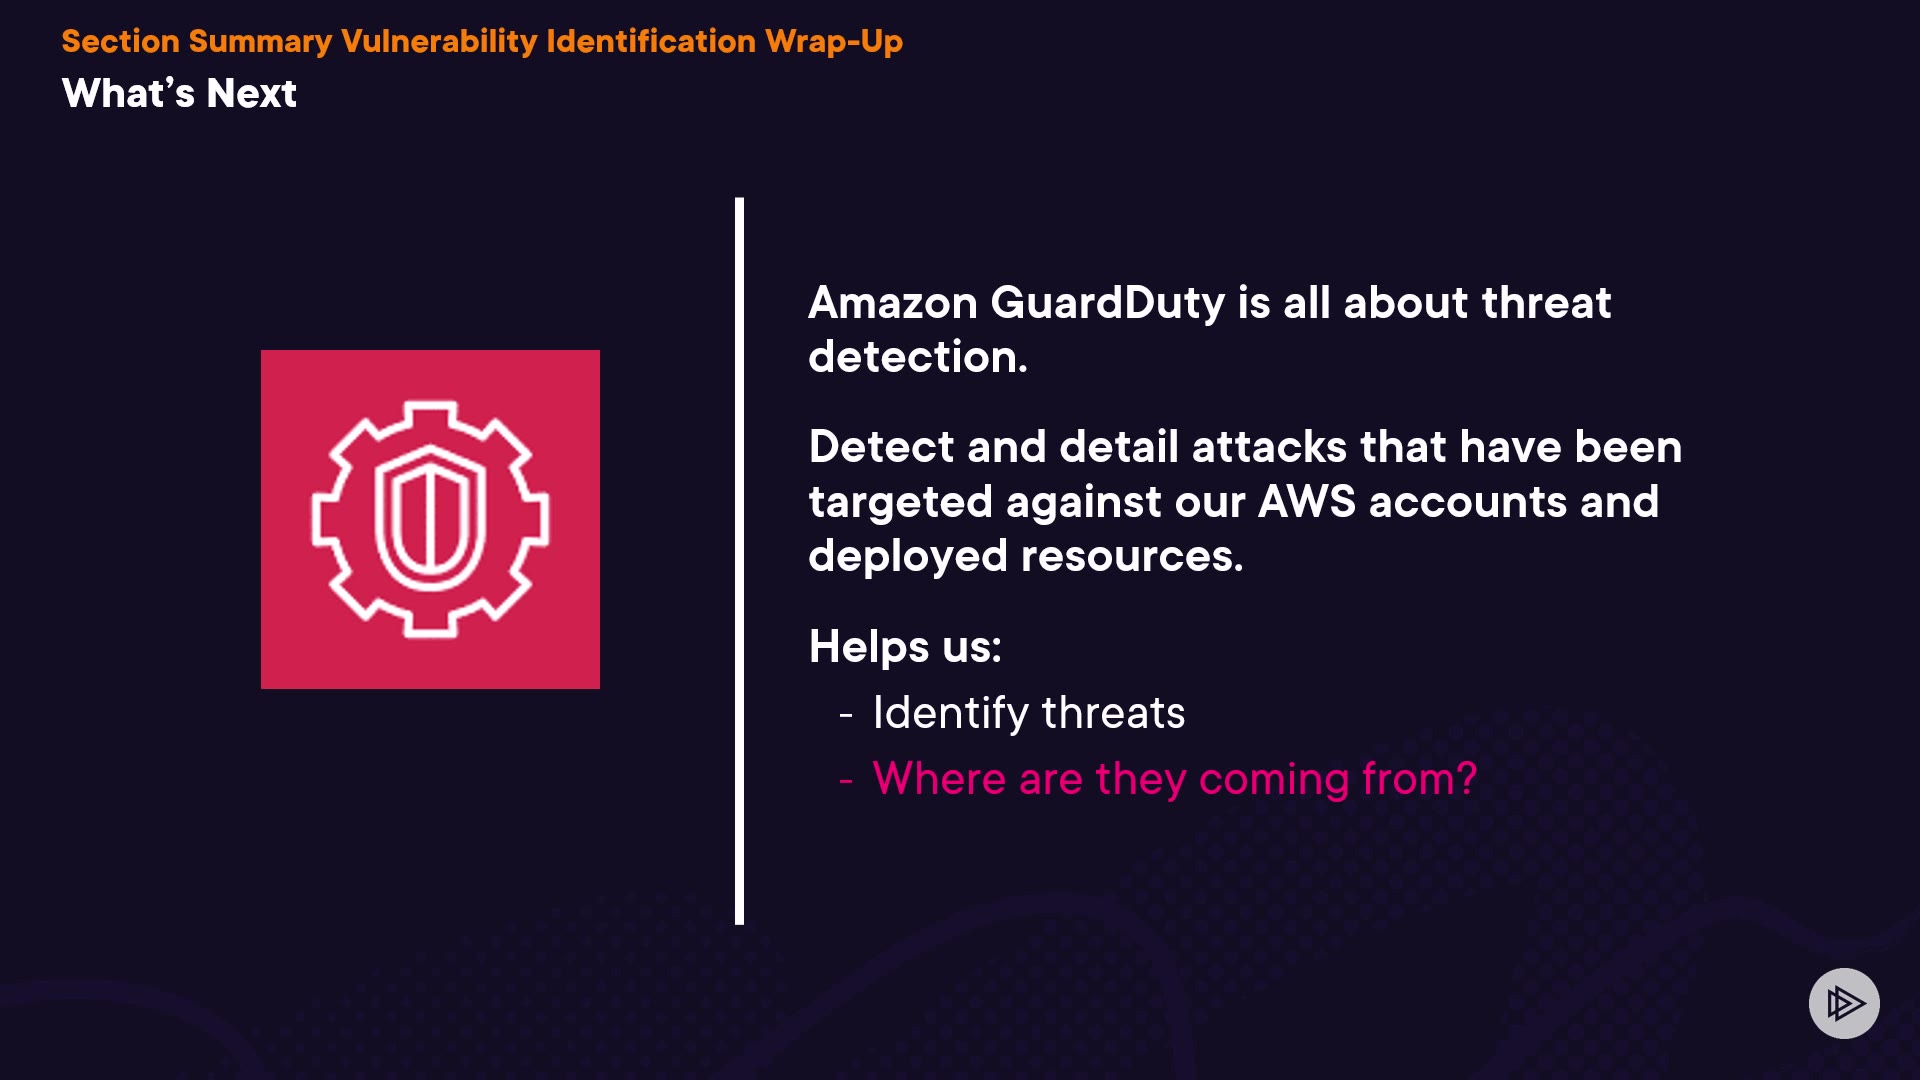 Section Summary Vulnerability Identification Wrap-Up
What’s Next
Amazon GuardDuty is all about threat
detection.
Detect and detail attacks that have been
targeted against our AWS accounts and
deployed resources.
Helps us:
- Identify threats
- Where are they coming from?